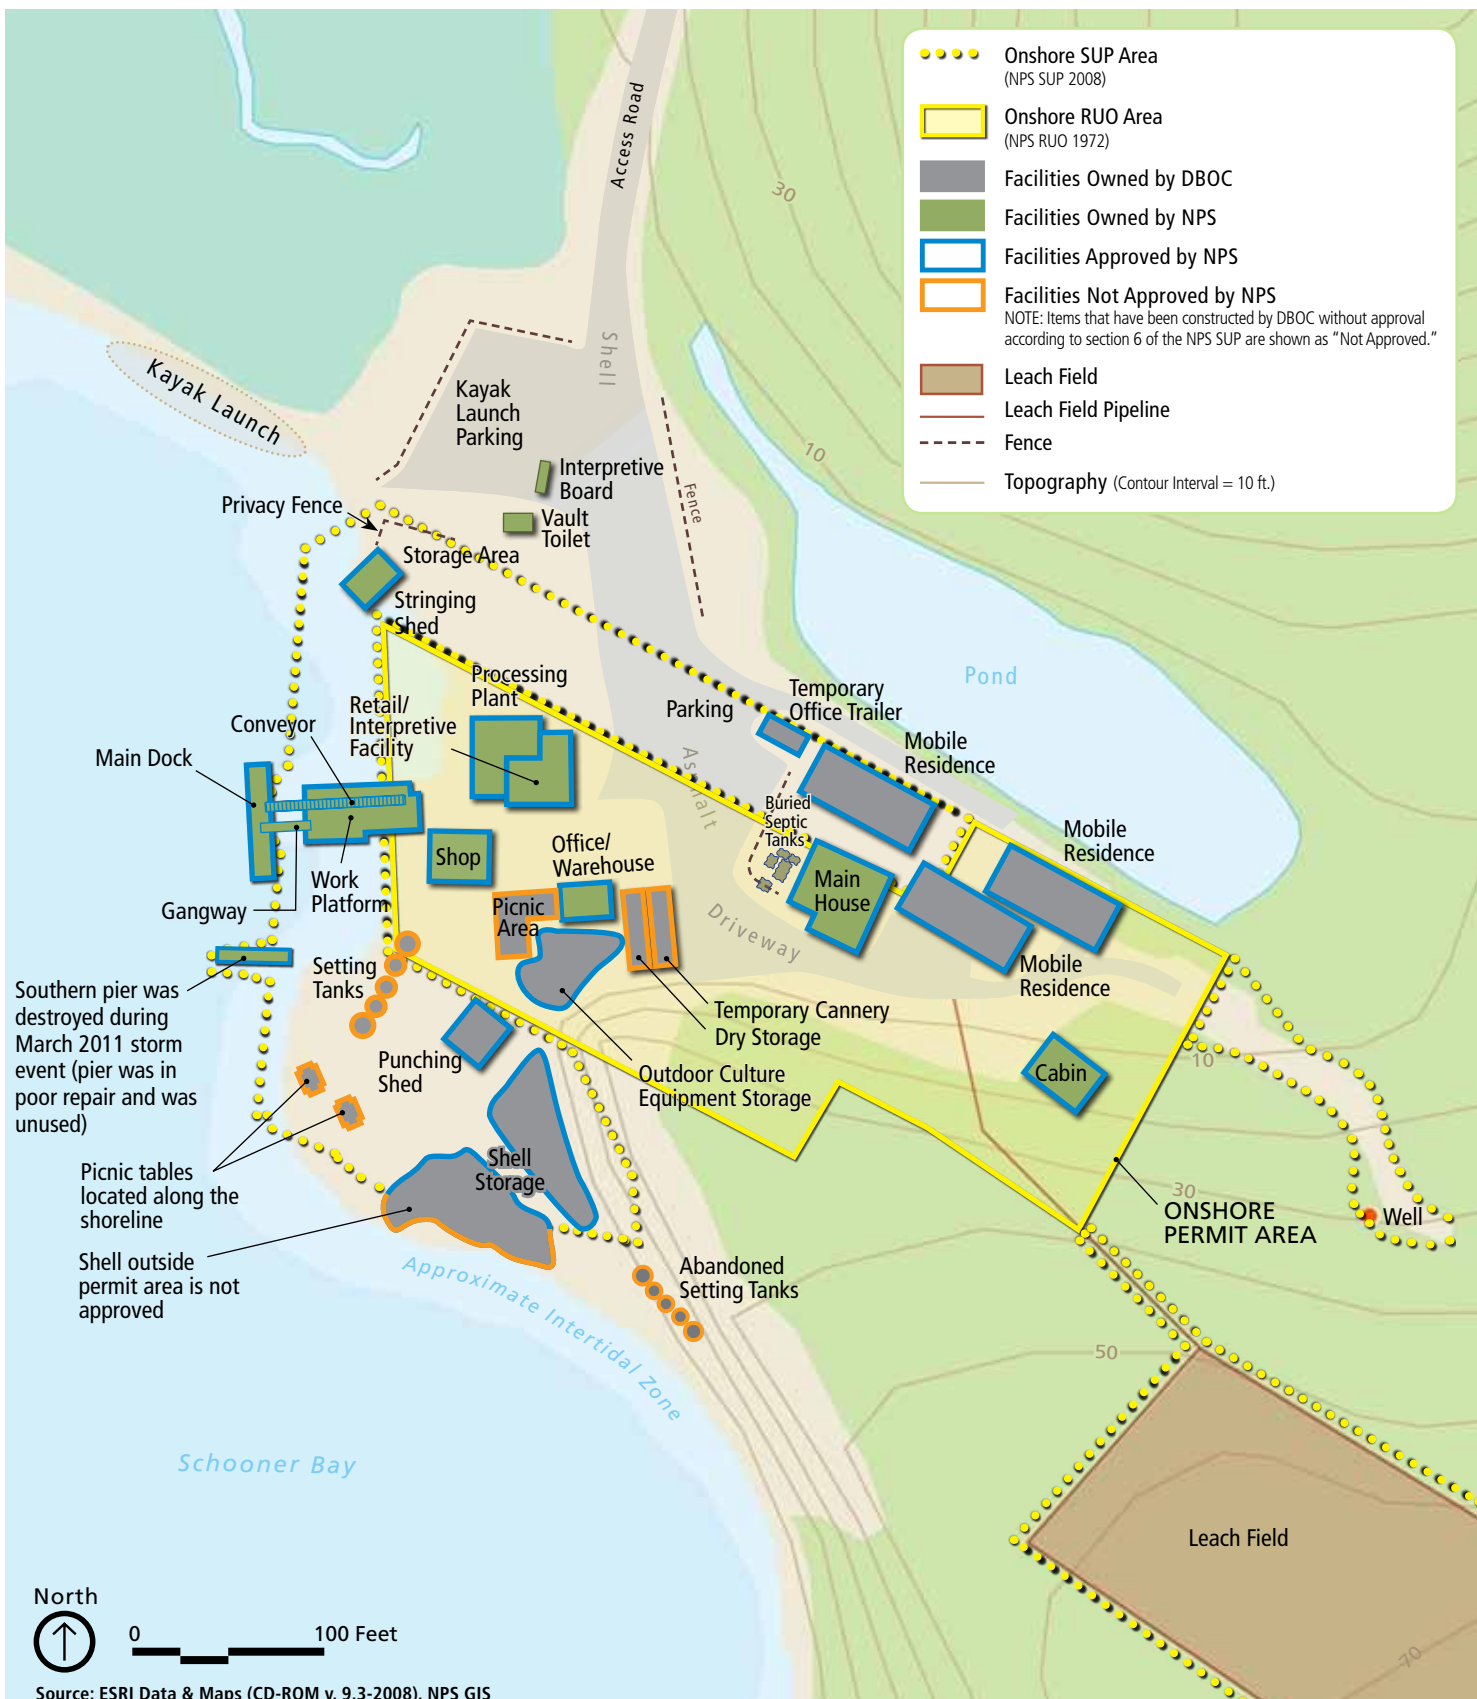 Onshore SUP Area
(NPS SUP 2008)
Onshore RUO Area
(NPS RUO 1972)
Facilities Owned by DBOC
Facilities Owned by NPS
Facilities Approved by NPS
Facilities Not Approved by NPS
NOTE: Items that have been constructed by DBOC without approval
according to section 6 of the NPS SUP are shown as “Not Approved.”
Leach Field
Leach Field Pipeline
Fence
Topography (Contour Interval = 10 ft.)
Access Road
30
Shell
Kayak Launch
Kayak
Launch
Parking
10
Interpretive
Board
Fence
Privacy Fence
Vault
Toilet
Storage Area
Stringing
Shed
Pond
Processing
Plant
Temporary
Office Trailer
Parking
Retail/
Interpretive
Facility
Conveyor
Mobile
Residence
Main Dock
Asphalt
Buried
Septic
Tanks
Mobile
Residence
Office/
Warehouse
Shop
Work
Platform
Main
House
Gangway
Picnic
Area
Driveway
Setting
Tanks
Mobile
Residence
Southern pier was
destroyed during
March 2011 storm
event (pier was in
poor repair and was
unused)
Temporary Cannery
Dry Storage
Punching
Shed
Outdoor Culture
Equipment Storage
Cabin
10
Picnic tables
located along the
shoreline
Shell
Storage
30
ONSHORE
PERMIT AREA
Well
Shell outside
permit area is not
approved
Abandoned
Setting Tanks
Approximate Intertidal Zone
50
Schooner Bay
Leach Field
North
0 100 Feet
70
Source: ESRI Data & Maps (CD-ROM v. 9.3-2008), NPS GIS